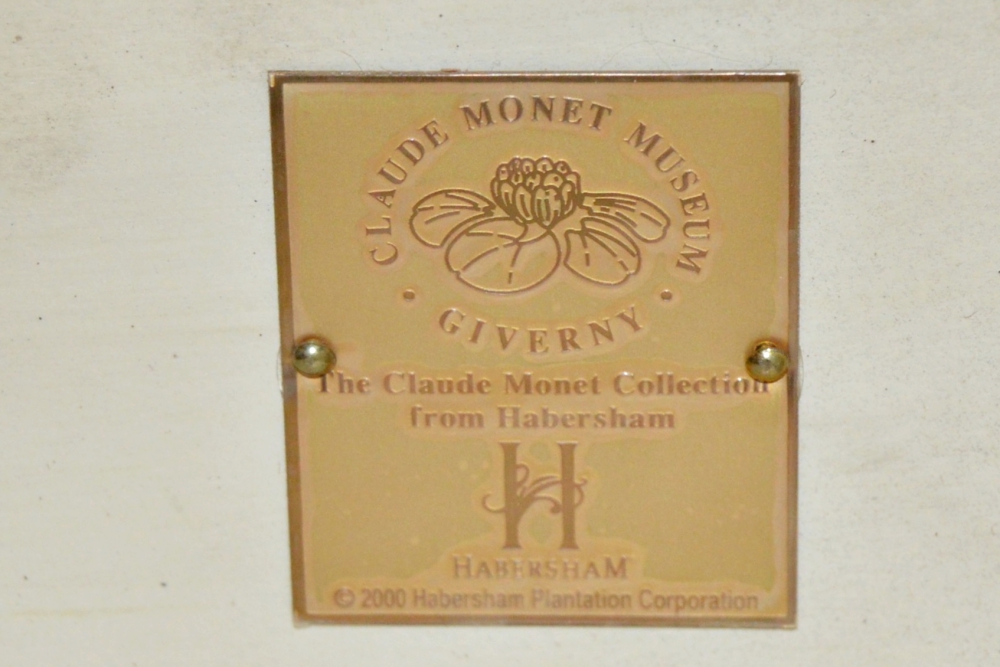 CLAUDE MONET MUSEUM
• GIVERNY •
The Claude Monet Collection
from Habersham
H
HABERSHAM
© 2000 Habersham Plantation Corporation